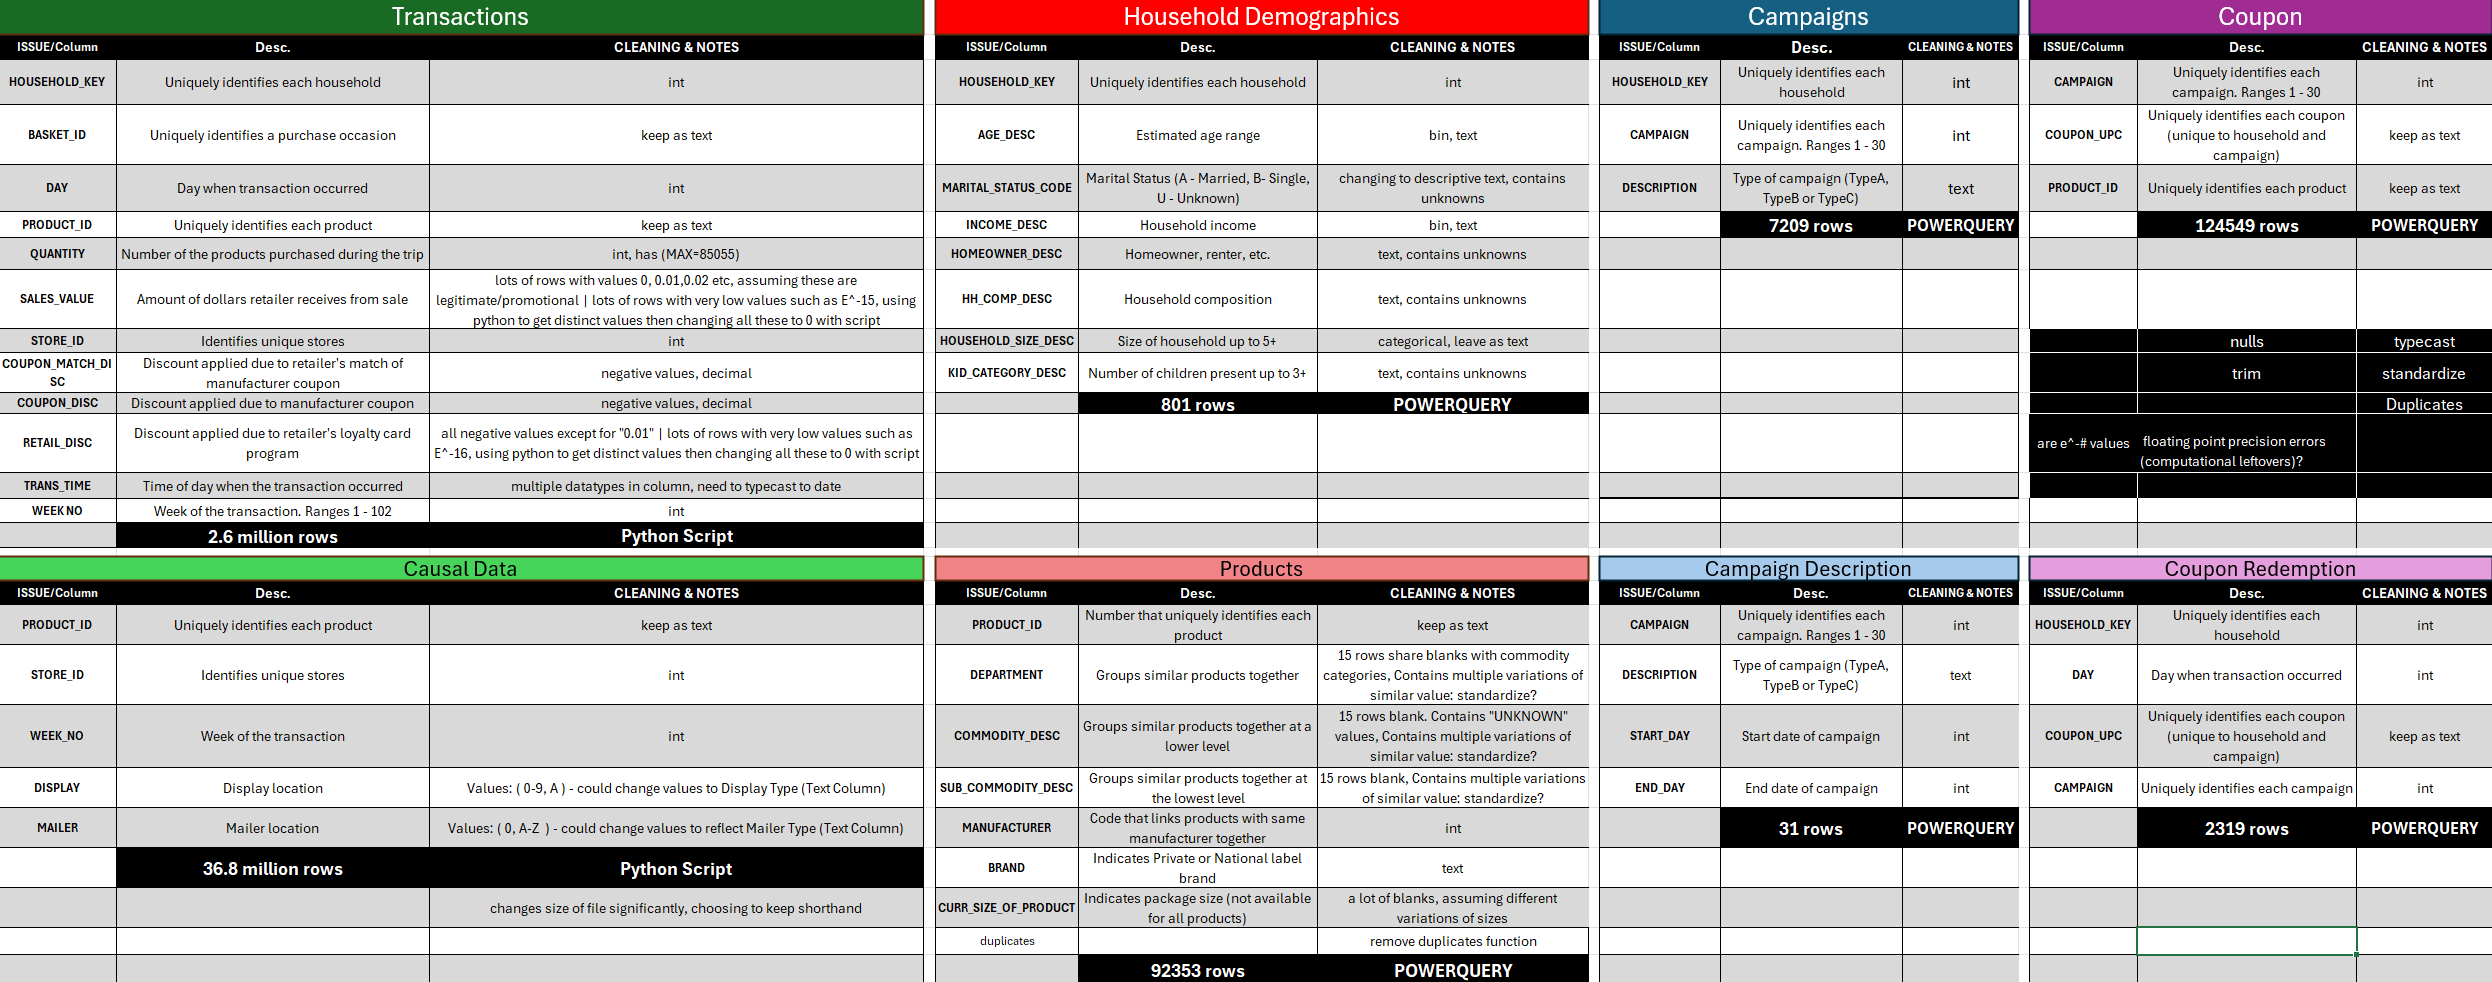 Transactions
ISSUE/Column Desc. CLEANING & NOTES
HOUSEHOLD_KEY Uniquely identifies each household int
BASKET_ID Uniquely identifies a purchase occasion keep as text
DAY Day when transaction occurred int
PRODUCT_ID Uniquely identifies each product keep as text
QUANTITY Number of the products purchased during the trip int, has (MAX=85055)
SALES_VALUE Amount of dollars retailer receives from sale
lots of rows with values 0, 0.01,0.02 etc, assuming these are
legitimate/promotional | lots of rows with very low values such as E^-15, using
python to get distinct values then changing all these to 0 with script
STORE_ID Identifies unique stores int
COUPON_MATCH_DI
SC
Discount applied due to retailer's match of
manufacturer coupon
negative values, decimal
COUPON_DISC Discount applied due to manufacturer coupon negative values, decimal
RETAIL_DISC
Discount applied due to retailer's loyalty card
program
all negative values except for "0.01" | lots of rows with very low values such as
E^-16, using python to get distinct values then changing all these to 0 with script
TRANS_TIME Time of day when the transaction occurred multiple datatypes in column, need to typecast to date
WEEK NO Week of the transaction. Ranges 1 - 102 int
2.6 million rows Python Script
Household Demographics
ISSUE/Column Desc. CLEANING & NOTES
HOUSEHOLD_KEY Uniquely identifies each household int
AGE_DESC Estimated age range bin, text
MARITAL_STATUS_CODE
Marital Status (A - Married, B- Single,
U - Unknown)
changing to descriptive text, contains
unknowns
INCOME_DESC Household income bin, text
HOMEOWNER_DESC Homeowner, renter, etc. text, contains unknowns
HH_COMP_DESC Household composition text, contains unknowns
HOUSEHOLD_SIZE_DESC Size of household up to 5+ categorical, leave as text
KID_CATEGORY_DESC Number of children present up to 3+ text, contains unknowns
801 rows POWERQUERY
Campaigns
ISSUE/Column Desc. CLEANING & NOTES
HOUSEHOLD_KEY
Uniquely identifies each
household
int
CAMPAIGN
Uniquely identifies each
campaign. Ranges 1 - 30
int
DESCRIPTION
Type of campaign (TypeA,
TypeB or TypeC)
text
7209 rows POWERQUERY
Coupon
ISSUE/Column Desc. CLEANING & NOTES
CAMPAIGN
Uniquely identifies each
campaign. Ranges 1 - 30
int
COUPON_UPC
Uniquely identifies each coupon
(unique to household and
campaign)
keep as text
PRODUCT_ID Uniquely identifies each product keep as text
124549 rows POWERQUERY
nulls typecast
trim standardize
Duplicates
are e^-# values floating point precision errors
(computational leftovers)?
Causal Data
ISSUE/Column Desc. CLEANING & NOTES
PRODUCT_ID Uniquely identifies each product keep as text
STORE_ID Identifies unique stores int
WEEK_NO Week of the transaction int
DISPLAY Display location Values: ( 0-9, A ) - could change values to Display Type (Text Column)
MAILER Mailer location Values: ( 0, A-Z  ) - could change values to reflect Mailer Type (Text Column)
36.8 million rows Python Script
changes size of file significantly, choosing to keep shorthand
Products
ISSUE/Column Desc. CLEANING & NOTES
PRODUCT_ID
Number that uniquely identifies each
product
keep as text
DEPARTMENT Groups similar products together
15 rows share blanks with commodity
categories, Contains multiple variations of
similar value: standardize?
COMMODITY_DESC
Groups similar products together at a
lower level
15 rows blank. Contains "UNKNOWN"
values, Contains multiple variations of
similar value: standardize?
SUB_COMMODITY_DESC
Groups similar products together at
the lowest level
15 rows blank, Contains multiple variations
of similar value: standardize?
MANUFACTURER
Code that links products with same
manufacturer together
int
BRAND
Indicates Private or National label
brand
text
CURR_SIZE_OF_PRODUCT
Indicates package size (not available
for all products)
a lot of blanks, assuming different
variations of sizes
duplicates remove duplicates function
92353 rows POWERQUERY
Campaign Description
ISSUE/Column Desc. CLEANING & NOTES
CAMPAIGN
Uniquely identifies each
campaign. Ranges 1 - 30
int
DESCRIPTION
Type of campaign (TypeA,
TypeB or TypeC)
text
START_DAY Start date of campaign int
END_DAY End date of campaign int
31 rows POWERQUERY
Coupon Redemption
ISSUE/Column Desc. CLEANING & NOTES
HOUSEHOLD_KEY
Uniquely identifies each
household
int
DAY Day when transaction occurred int
COUPON_UPC
Uniquely identifies each coupon
(unique to household and
campaign)
keep as text
CAMPAIGN Uniquely identifies each campaign int
2319 rows POWERQUERY